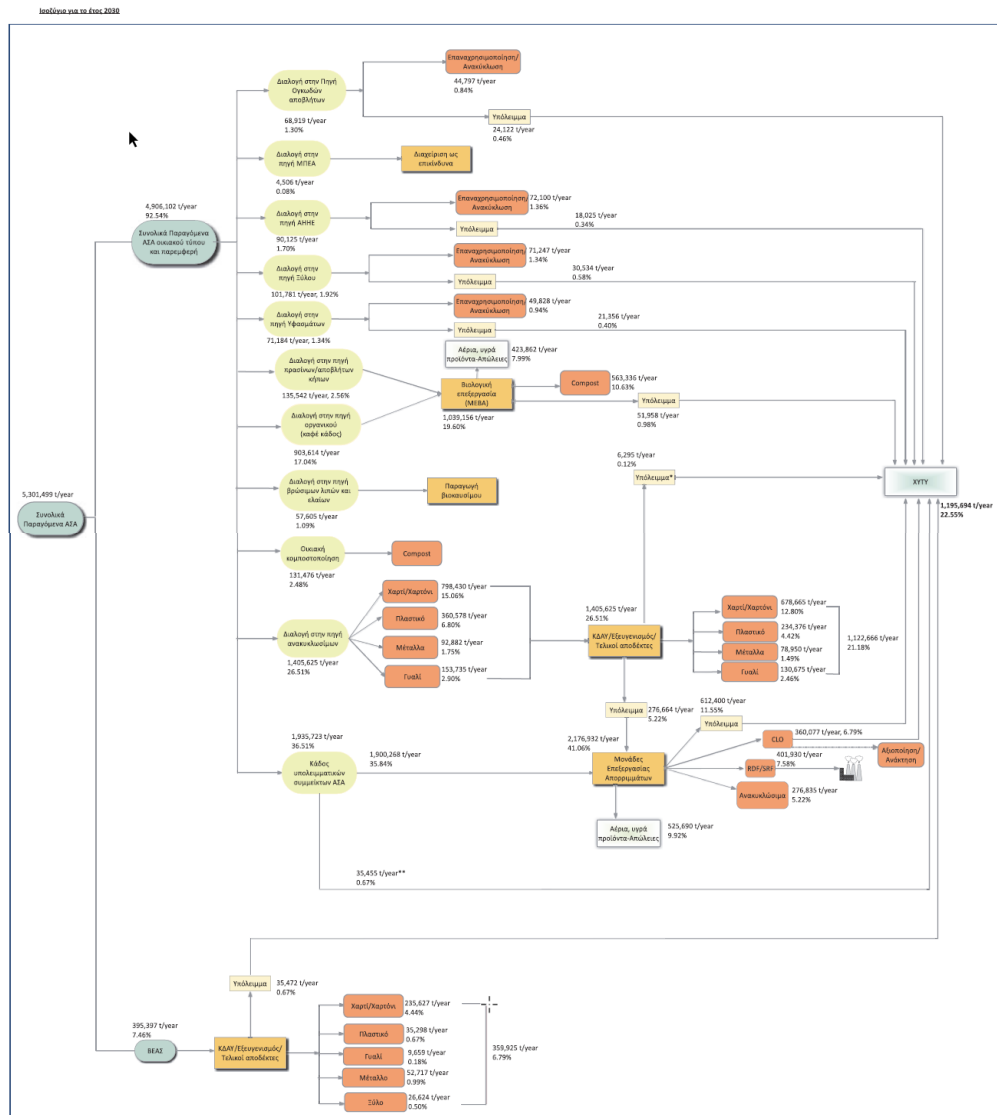 Ισοζύγιο για το έτος 2030
Επαναχρησιμοποίηση/
Ανακύκλωση
44,797 t/year
0.84%
Διαλογή στην Πηγή
Ογκωδών
αποβλήτων
68,919 t/year
1.30%
Υπόλειμμα
24,122 t/year
0.46%
Διαλογή στην
πηγή ΜΠΕΑ
4,506 t/year
0.08%
Διαχείριση ως
επικίνδυνα
4,906,102 t/year
92.54%
Συνολικά Παραγόμενα
ΑΣΑ οικιακού τύπου
και παρεμφερή
Διαλογή στην
πηγή ΑΗΗΕ
90,125 t/year
1.70%
Επαναχρησιμοποίηση/
Ανακύκλωση
72,100 t/year
1.36%
Υπόλειμμα
18,025 t/year
0.34%
Διαλογή στην
πηγή Ξύλου
101,781 t/year, 1.92%
Επαναχρησιμοποίηση/
Ανακύκλωση
71,247 t/year
1.34%
Υπόλειμμα
30,534 t/year
0.58%
Διαλογή στην
πηγή Υφασμάτων
71,184 t/year, 1.34%
Επαναχρησιμοποίηση/
Ανακύκλωση
49,828 t/year
0.94%
Υπόλειμμα
21,356 t/year
0.40%
Αέρια, υγρά
προϊόντα-Απώλειες
423,862 t/year
7.99%
Διαλογή στην πηγή
πρασίνων/αποβλήτων
κήπων
135,542 t/year, 2.56%
Βιολογική
επεξεργασία
(ΜΕΒΑ)
1,039,156 t/year
19.60%
Compost
563,336 t/year
10.63%
Υπόλειμμα
51,958 t/year
0.98%
Διαλογή στην πηγή
οργανικού
(καφέ κάδος)
903,614 t/year
17.04%
6,295 t/year
0.12%
Υπόλειμμα*
ΧΥΤΥ
1,195,694 t/year
22.55%
Διαλογή στην πηγή
βρώσιμων λιπών και
ελαίων
57,605 t/year
1.09%
Παραγωγή
βιοκαυσίμου
5,301,499 t/year
Συνολικά
Παραγόμενα ΑΣΑ
Οικιακή
κομποστοποίηση
131,476 t/year
2.48%
Compost
Διαλογή στην πηγή
ανακυκλωσίμων
1,405,625 t/year
26.51%
Χαρτί/Χαρτόνι
798,430 t/year
15.06%
Πλαστικό
360,578 t/year
6.80%
Μέταλλα
92,882 t/year
1.75%
Γυαλί
153,735 t/year
2.90%
1,405,625 t/year
26.51%
ΚΔΑΥ/Εξευγενισμός/
Τελικοί αποδέκτες
Χαρτί/Χαρτόνι
678,665 t/year
12.80%
Πλαστικό
234,376 t/year
4.42%
Μέταλλα
78,950 t/year
1.49%
Γυαλί
130,675 t/year
2.46%
1,122,666 t/year
21.18%
Υπόλειμμα
276,664 t/year
5.22%
1,935,723 t/year
36.51%
Κάδος
υπολειμματικών
συμμείκτων ΑΣΑ
1,900,268 t/year
35.84%
2,176,932 t/year
41.06%
Μονάδες
Επεξεργασίας
Απορριμμάτων
612,400 t/year
11.55%
Υπόλειμμα
CLO
360,077 t/year, 6.79%
Αξιοποίηση/
Ανάκτηση
RDF/SRF
401,930 t/year
7.58%
Ανακυκλώσιμα
276,835 t/year
5.22%
Αέρια, υγρά
προϊόντα-Απώλειες
525,690 t/year
9.92%
35,455 t/year**
0.67%
Υπόλειμμα
35,472 t/year
0.67%
395,397 t/year
7.46%
ΒΕΑΣ
ΚΔΑΥ/Εξευγενισμός/
Τελικοί αποδέκτες
Χαρτί/Χαρτόνι
235,627 t/year
4.44%
Πλαστικό
35,298 t/year
0.67%
Γυαλί
9,659 t/year
0.18%
Μέταλλο
52,717 t/year
0.99%
Ξύλο
26,624 t/year
0.50%
359,925 t/year
6.79%